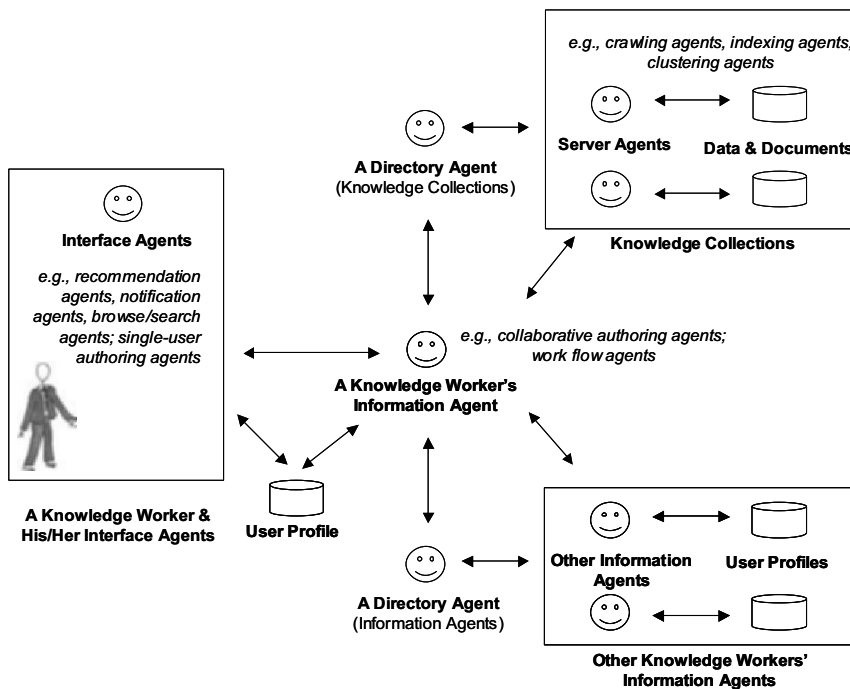 e.g., crawling agents, indexing agents,
clustering agents
Server Agents
Data & Documents
Knowledge Collections
A Directory Agent
(Knowledge Collections)
Interface Agents
e.g., recommendation
agents, notification
agents, browse/search
agents; single-user
authoring agents
e.g., collaborative authoring agents;
work flow agents
A Knowledge Worker's
Information Agent
A Knowledge Worker &
His/Her Interface Agents
User Profile
A Directory Agent
(Information Agents)
Other Information
Agents
User Profiles
Other Knowledge Workers'
Information Agents